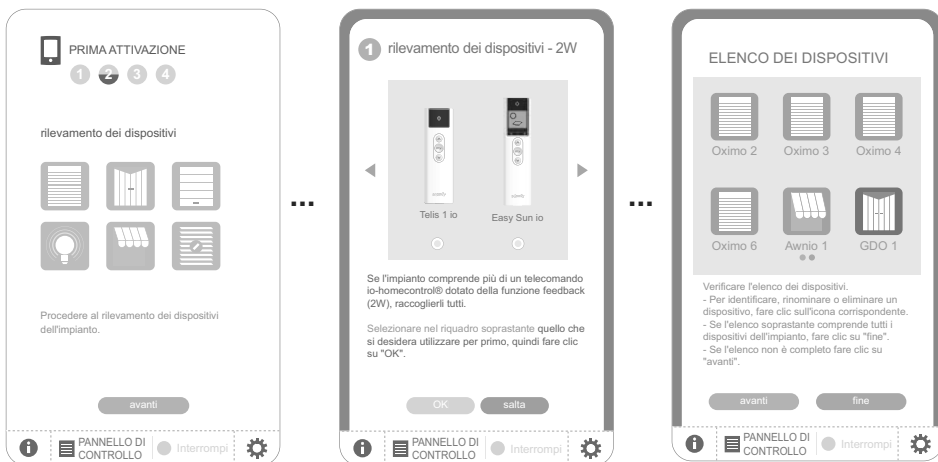 PRIMA ATTIVAZIONE
1 2 3 4
rilevamento dei dispositivi
Procedere al rilevamento dei dispositivi
dell'impianto.
avanti
i PANNELLO DI
CONTROLLO
Interrompi
...
1 rilevamento dei dispositivi - 2W
somfy somfy
Telis 1 io Easy Sun io
Se l'impianto comprende più di un telecomando
io-homecontrol® dotato della funzione feedback
(2W), raccoglierli tutti.
Selezionare nel riquadro soprastante quello che
si desidera utilizzare per primo, quindi fare clic
su "OK".
OK salta
i PANNELLO DI
CONTROLLO
Interrompi
...
ELENCO DEI DISPOSITIVI
Oximo 2 Oximo 3 Oximo 4
Oximo 6 Awnio 1 GDO 1
Verificare l'elenco dei dispositivi.
- Per identificare, rinominare o eliminare un
dispositivo, fare clic sull'icona corrispondente.
- Se l'elenco soprastante comprende tutti i
dispositivi dell'impianto, fare clic su "fine".
- Se l'elenco non è completo fare clic su
"avanti".
avanti fine
i PANNELLO DI
CONTROLLO
Interrompi